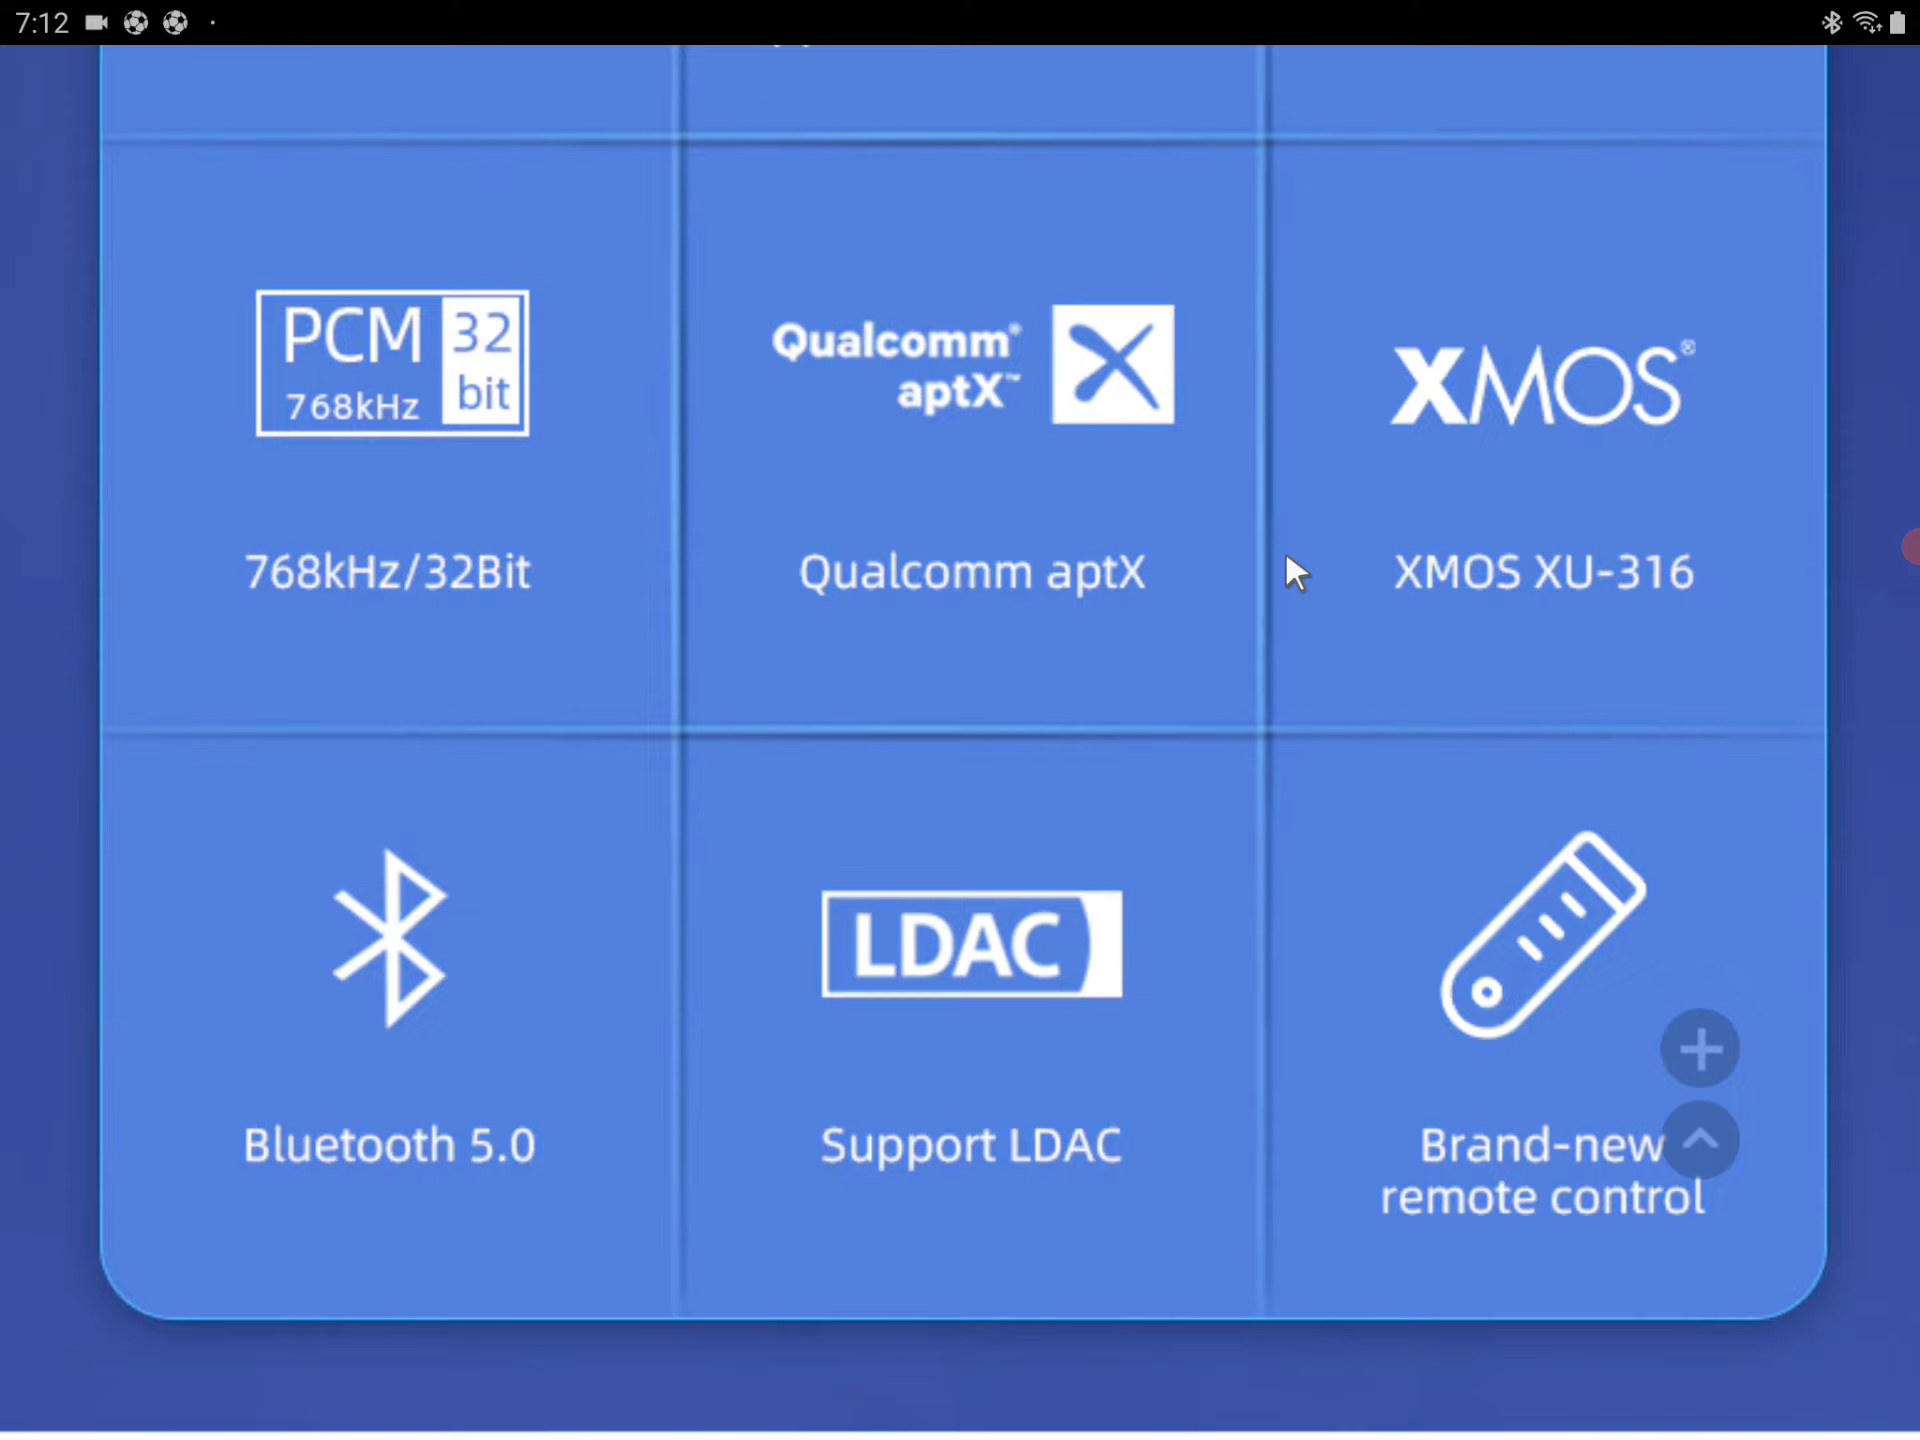 7:12
PCM 32
768kHz bit
Qualcomm®
aptX™
XMOS®
768kHz/32Bit
Qualcomm aptX
XMOS XU-316
LDAC
Bluetooth 5.0
Support LDAC
Brand-new
remote control